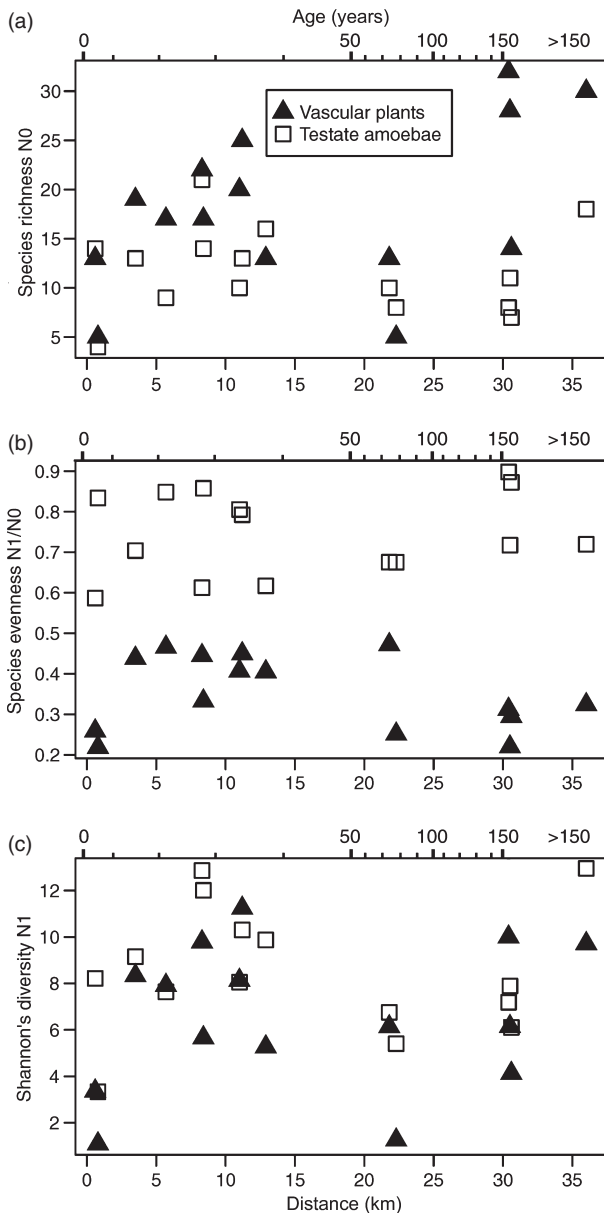 Age (years)
(a)
0 50 100 150 >150
Species richness N0
30
25
20
15
10
5
Vascular plants
Testate amoebae
0 5 10 15 20 25 30 35
(b)
0 50 100 150 >150
Species evenness N1/N0
0.9
0.8
0.7
0.6
0.5
0.4
0.3
0.2
0 5 10 15 20 25 30 35
(c)
0 50 100 150 >150
Shannon's diversity N1
12
10
8
6
4
2
0 5 10 15 20 25 30 35
Distance (km)